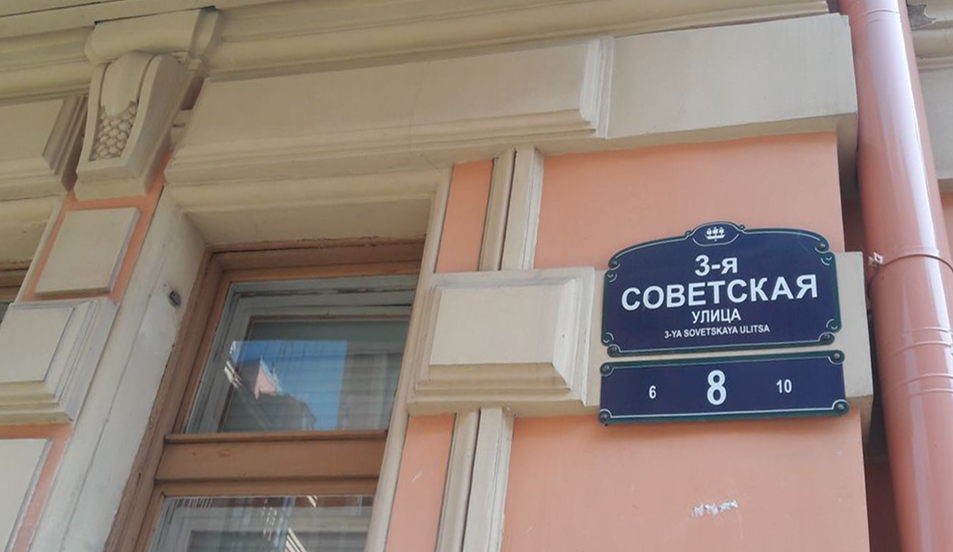 3-я
СОВЕТСКАЯ
УЛИЦА
3-YA SOVETSKAYA ULITSA
6 8 10